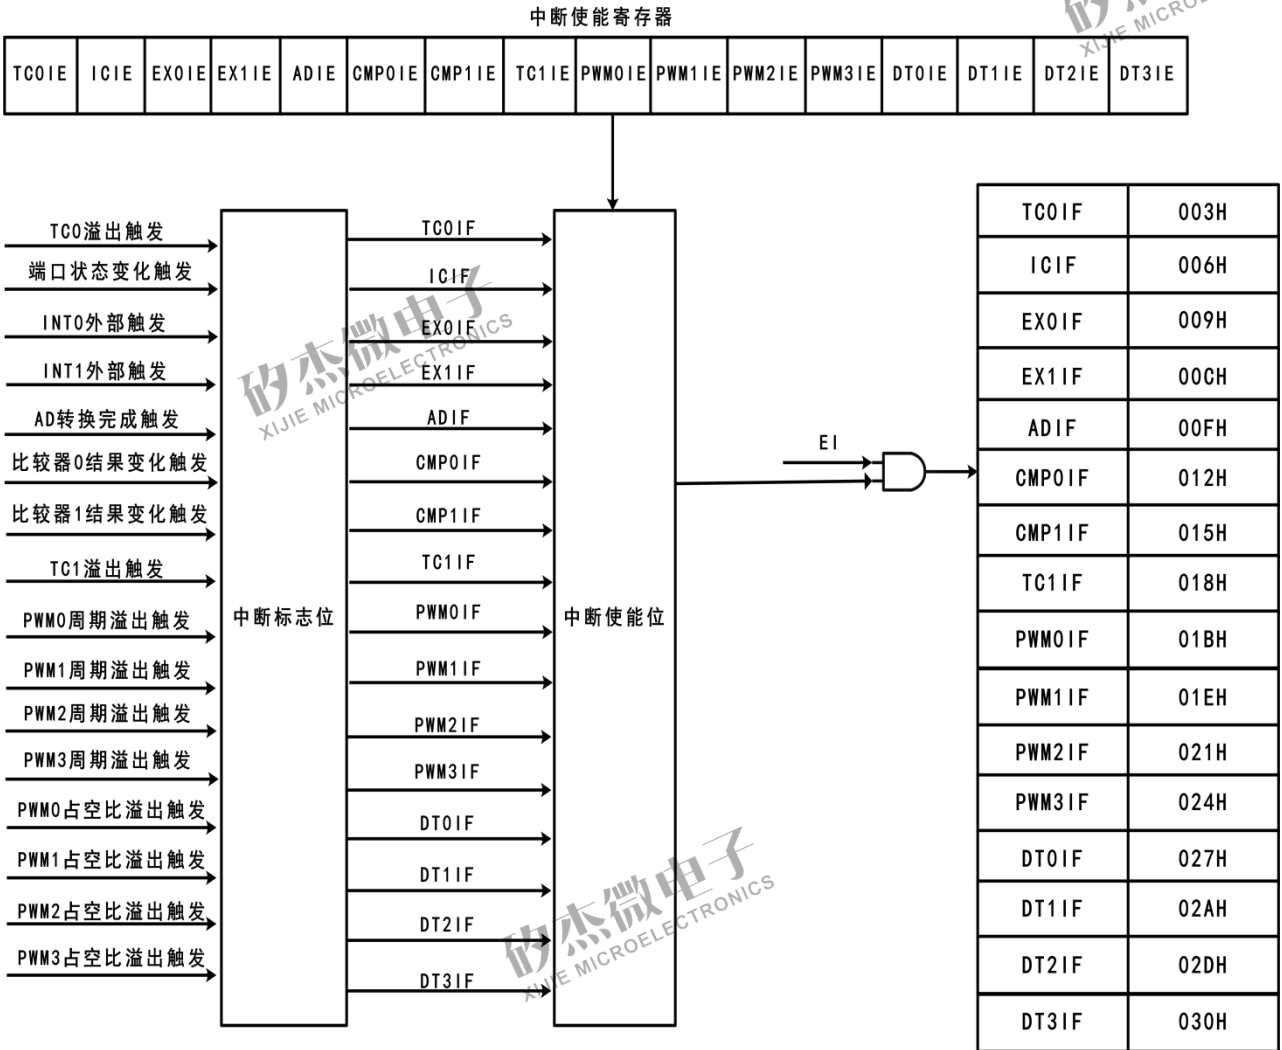 中断使能寄存器
TC0IE ICIE EX0IE EX1IE ADIE CMP0IE CMP1IE TC1IE PWM0IE PWM1IE PWM2IE PWM3IE DT0IE DT1IE DT2IE DT3IE
TC0溢出触发
端口状态变化触发
INT0外部触发
INT1外部触发
AD转换完成触发
比较器0结果变化触发
比较器1结果变化触发
TC1溢出触发
PWM0周期溢出触发
PWM1周期溢出触发
PWM2周期溢出触发
PWM3周期溢出触发
PWM0占空比溢出触发
PWM1占空比溢出触发
PWM2占空比溢出触发
PWM3占空比溢出触发
中断标志位
TC0IF
ICIF
EX0IF
EX1IF
ADIF
CMP0IF
CMP1IF
TC1IF
PWM0IF
PWM1IF
PWM2IF
PWM3IF
DT0IF
DT1IF
DT2IF
DT3IF
中断使能位
EI
TC0IF 003H
ICIF 006H
EX0IF 009H
EX1IF 00CH
ADIF 00FH
CMP0IF 012H
CMP1IF 015H
TC1IF 018H
PWM0IF 01BH
PWM1IF 01EH
PWM2IF 021H
PWM3IF 024H
DT0IF 027H
DT1IF 02AH
DT2IF 02DH
DT3IF 030H
矽杰微电子
XIJIE MICROELECTRONICS
矽杰微电子
XIJIE MICROELECTRONICS
XIJIE